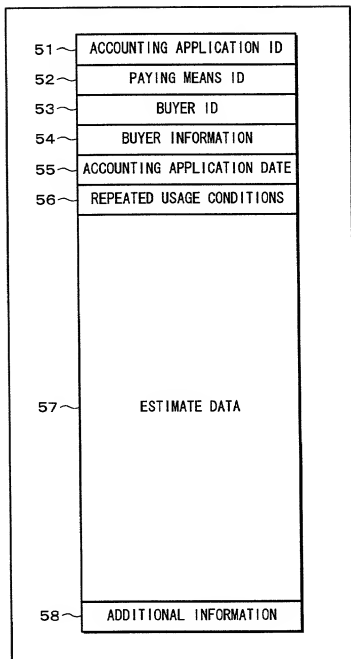 51 ACCOUNTING APPLICATION ID
52 PAYING MEANS ID
53 BUYER ID
54 BUYER INFORMATION
55 ACCOUNTING APPLICATION DATE
56 REPEATED USAGE CONDITIONS
57 ESTIMATE DATA
58 ADDITIONAL INFORMATION